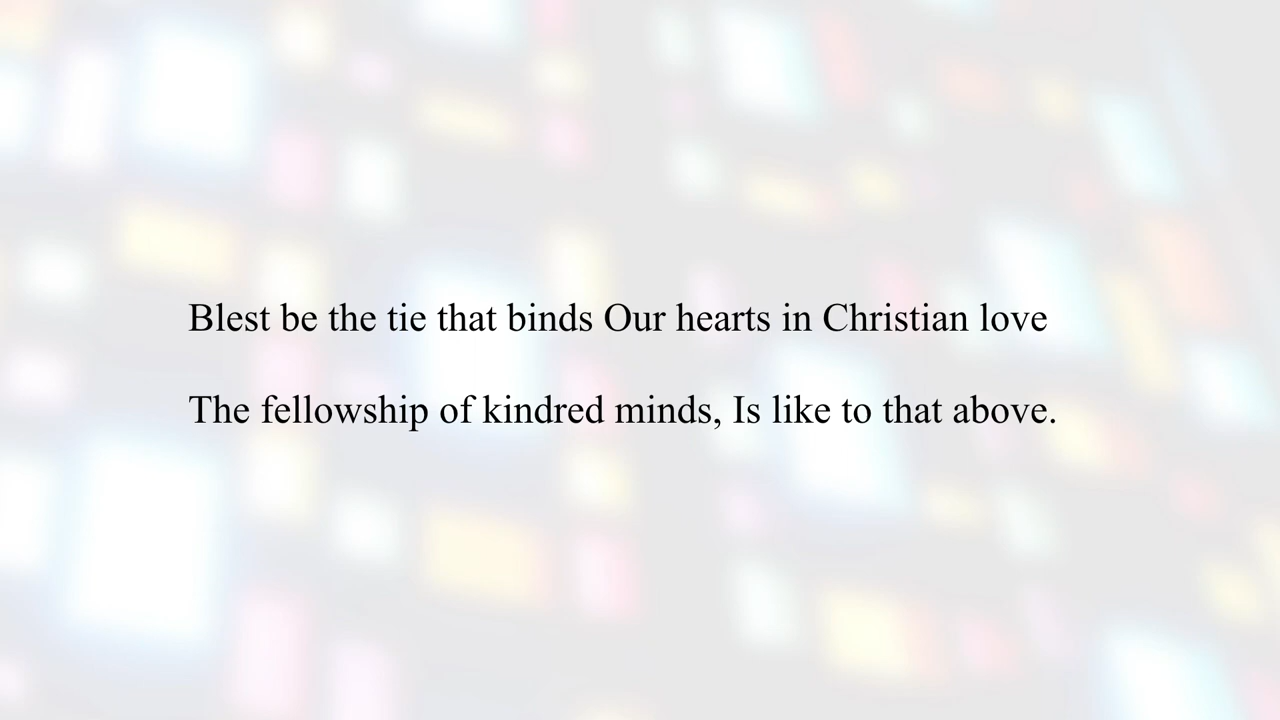 Blest be the tie that binds Our hearts in Christian love
The fellowship of kindred minds, Is like to that above.